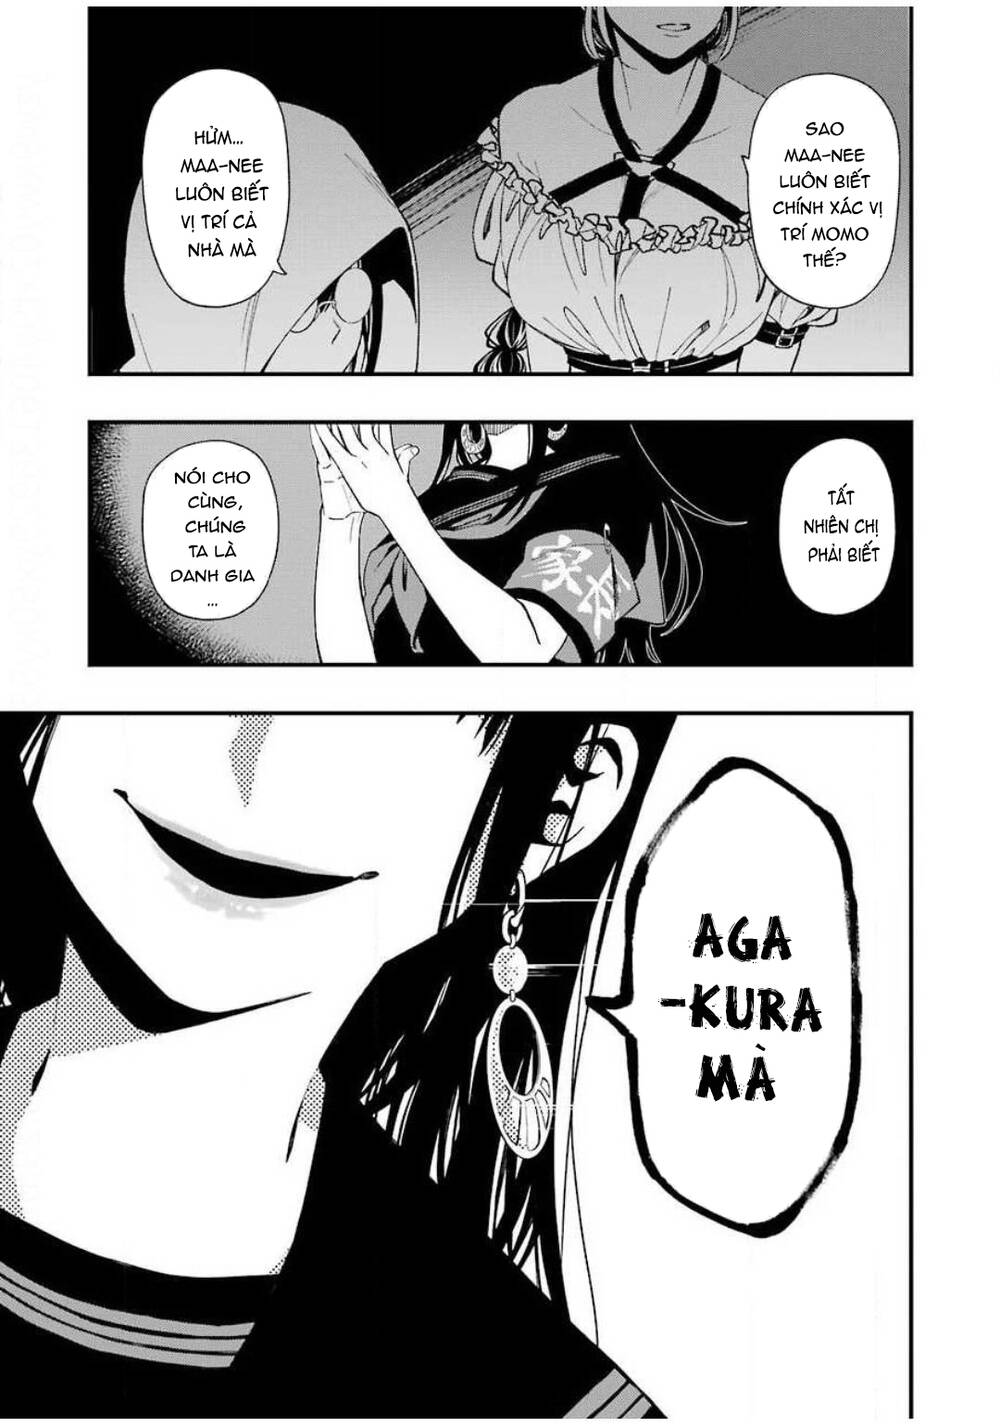 SAO
MAA-NEE
LUÔN BIẾT
CHÍNH XÁC VỊ
TRÍ MOMO
THẾ?
HỬM...
MAA-NEE
LUÔN BIẾT
VỊ TRÍ CẢ
NHÀ MÀ
TẤT
NHIÊN CHỊ
PHẢI BIẾT
NÓI CHO
CÙNG,
CHÚNG
TA LÀ
DANH GIA
...
AGA
-KURA
MÀ